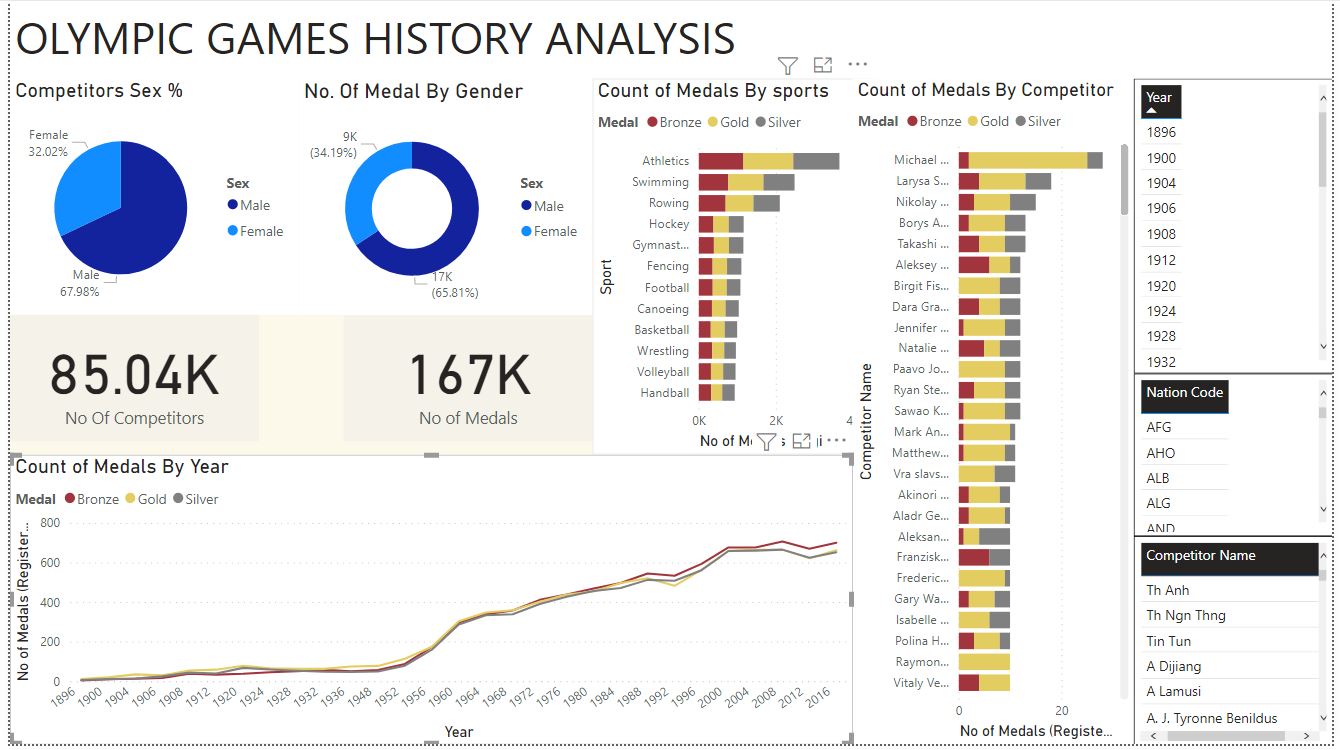 OLYMPIC GAMES HISTORY ANALYSIS
Competitors Sex %
Female
32.02%
Male
67.98%
Sex
Male
Female
No. Of Medal By Gender
9K
(34.19%)
17K
(65.81%)
Sex
Male
Female
85.04K
No Of Competitors
167K
No of Medals
Count of Medals By sports
Medal Bronze Gold Silver
Sport
Athletics
Swimming
Rowing
Hockey
Gymnast...
Fencing
Football
Canoeing
Basketball
Wrestling
Volleyball
Handball
0K 2K 4
No of M
Count of Medals By Competitor
Medal Bronze Gold Silver
Competitor Name
Michael ...
Larysa S...
Nikolay ...
Borys A...
Takashi ...
Aleksey ...
Birgit Fis...
Dara Gra...
Jennifer ...
Natalie ...
Paavo Jo...
Ryan Ste...
Sawao K...
Mark An...
Matthew...
Vra slavs...
Akinori ...
Aladr Ge...
Aleksan...
Franzisk...
Frederic...
Gary Wa...
Isabelle ...
Polina H...
Raymon...
Vitaly Ve...
0 20
No of Medals (Registe...
Count of Medals By Year
Medal Bronze Gold Silver
No of Medals (Register...
800
600
400
200
0
1896 1900 1904 1906 1908 1912 1920 1924 1928 1932 1936 1948 1952 1956 1960 1964 1968 1972 1976 1980 1984 1988 1992 1996 2000 2004 2008 2012 2016
Year
Year
1896
1900
1904
1906
1908
1912
1920
1924
1928
1932
Nation Code
AFG
AHO
ALB
ALG
AND
Competitor Name
Th Anh
Th Ngn Thng
Tin Tun
A Dijiang
A Lamusi
A. J. Tyronne Benildus